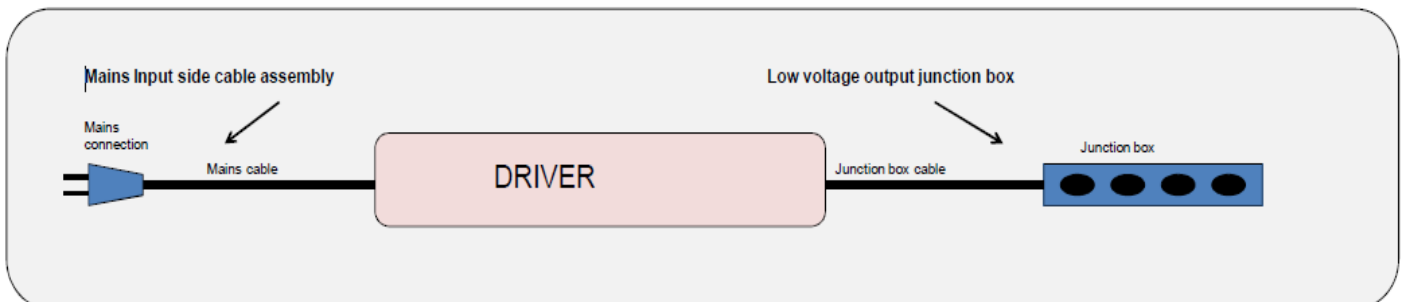 Mains Input side cable assembly
Low voltage output junction box
Mains
connection
Mains cable
DRIVER
Junction box cable
Junction box